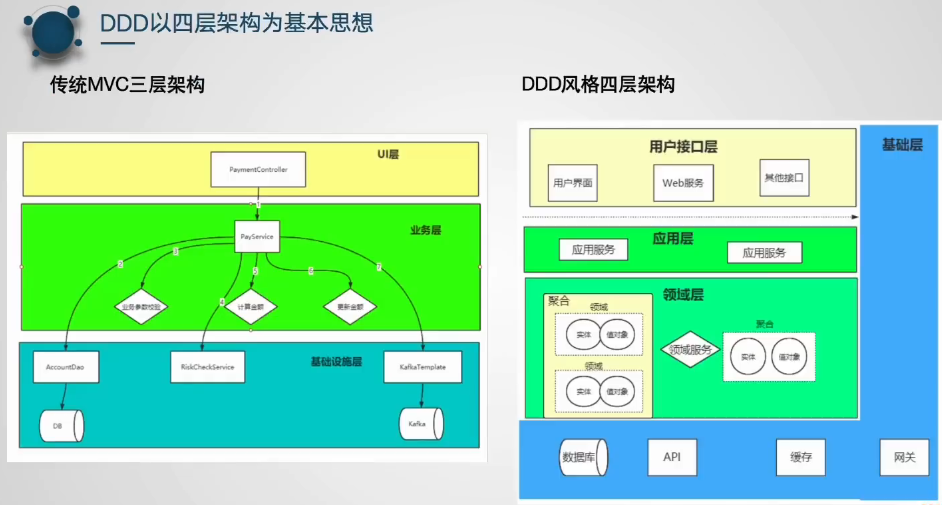 DDD以四层架构为基本思想
传统MVC三层架构
UI层
PaymentController
1
业务层
PayService
2
3
4
5
6
7
业务参数校验
计算金额
更新金额
基础设施层
AccountDao
RiskCheckService
KafkaTemplate
DB
Kafka
DDD风格四层架构
用户接口层
用户界面
Web服务
其他接口
基础层
应用层
应用服务
应用服务
领域层
聚合
领域
实体
值对象
领域
实体
值对象
领域服务
聚合
实体
值对象
数据库
API
缓存
网关